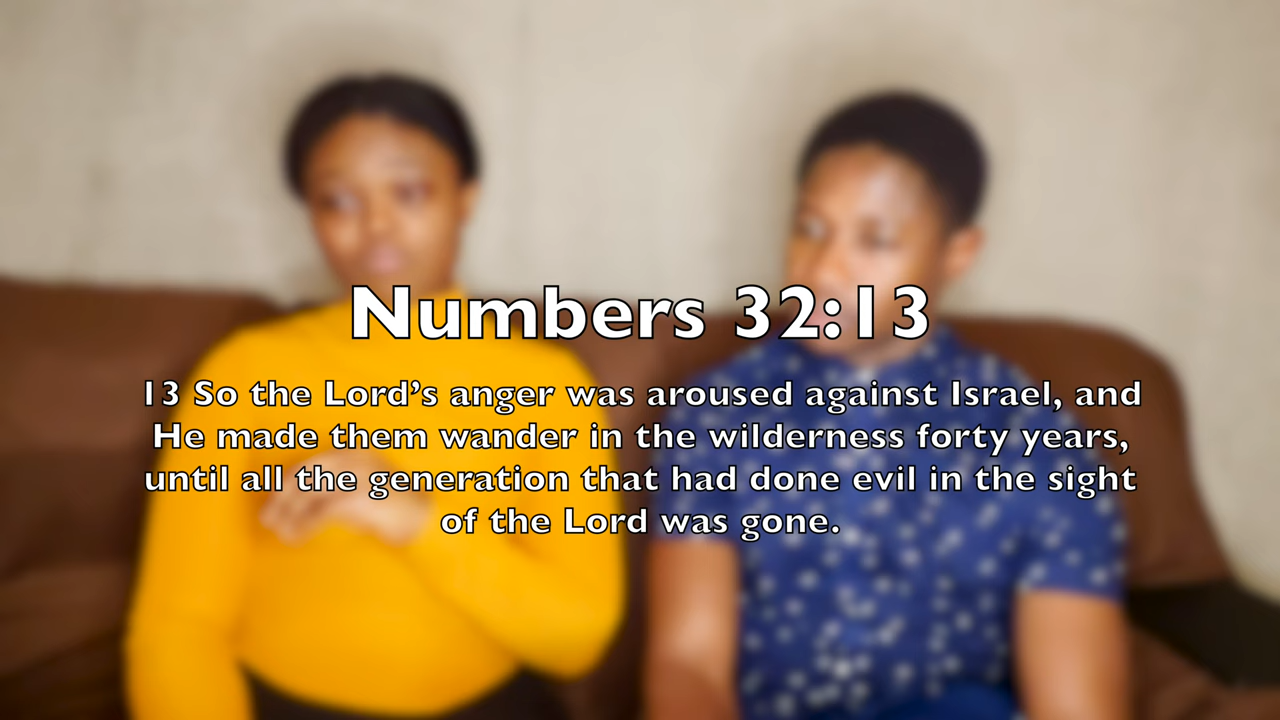 Numbers 32:13
13 So the Lord’s anger was aroused against Israel, and
He made them wander in the wilderness forty years,
until all the generation that had done evil in the sight
of the Lord was gone.